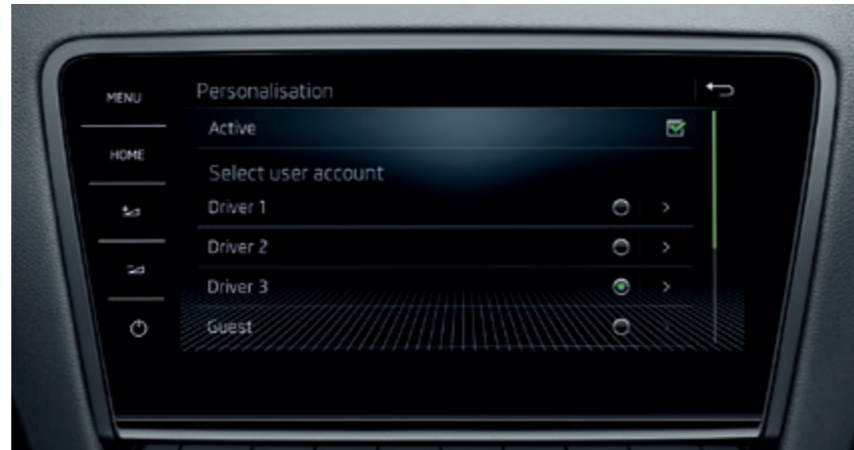 MENU
HOME
Personalisation
Active
Select user account
Driver 1
Driver 2
Driver 3
Guest